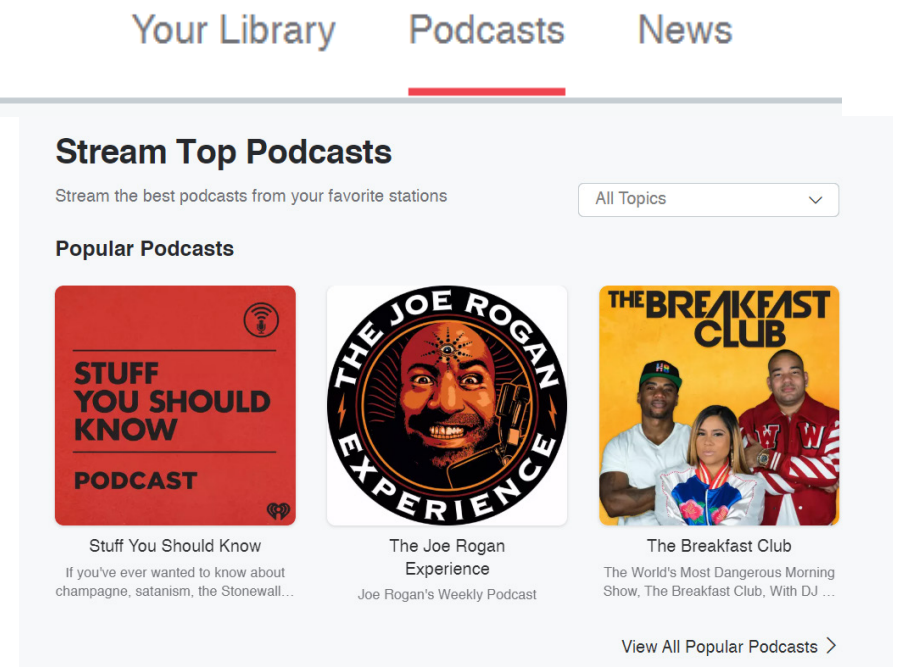 Your Library Podcasts News
Stream Top Podcasts
Stream the best podcasts from your favorite stations
All Topics
Popular Podcasts
STUFF
YOU SHOULD
KNOW
PODCAST
THE JOE ROGAN
EXPERIENCE
THE BREAKFAST
CLUB
W W
Stuff You Should Know
If you've ever wanted to know about
champagne, satanism, the Stonewall...
The Joe Rogan
Experience
Joe Rogan's Weekly Podcast
The Breakfast Club
The World's Most Dangerous Morning
Show, The Breakfast Club, With DJ ...
View All Popular Podcasts